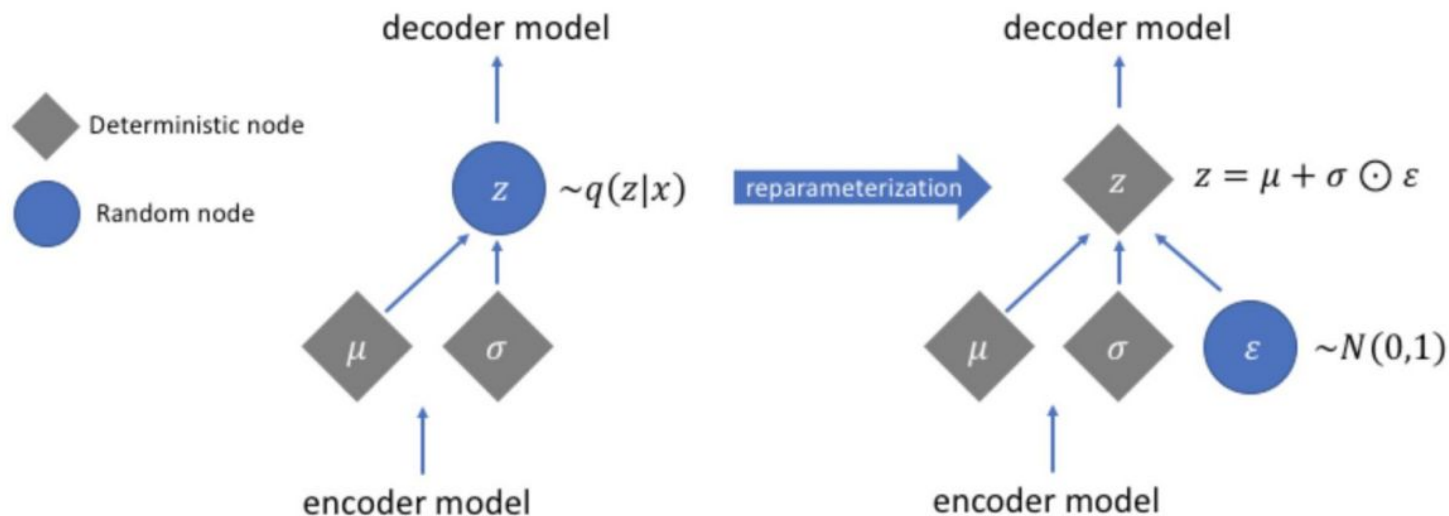 decoder model
decoder model
Deterministic node
Random node
z
~q(z|x)
reparameterization
z
z = μ + σ ⊙ ε
μ
σ
μ
σ
ε
~N(0,1)
encoder model
encoder model